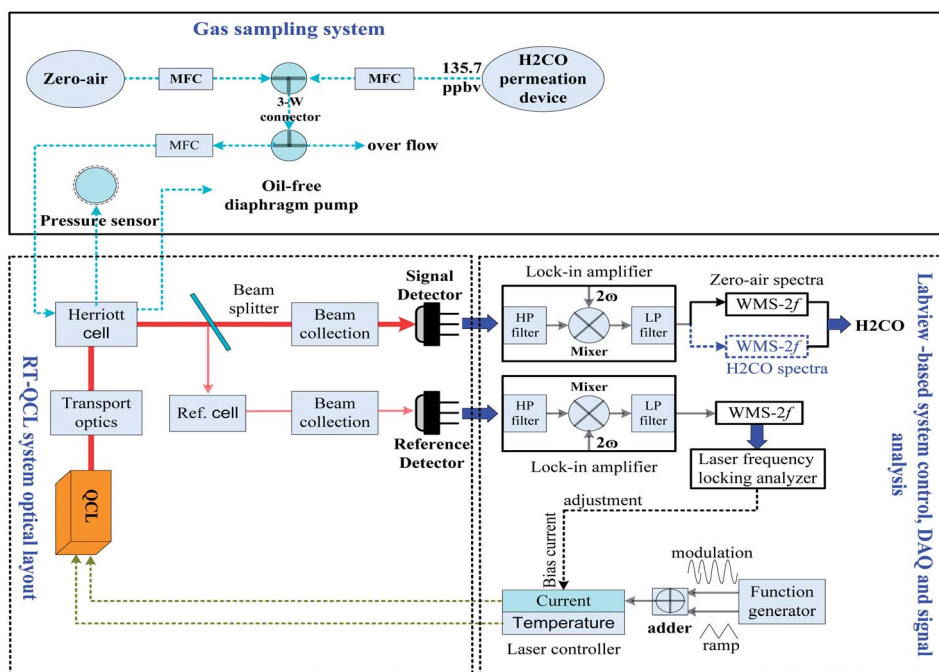 Gas sampling system
Zero-air
MFC
MFC
135.7
ppbv
H2CO
permeation
device
3-W
connector
MFC
over flow
Pressure sensor
Oil-free
diaphragm pump
RT-QCL system optical layout
Herriott
cell
Beam
splitter
Beam
collection
Signal
Detector
Transport
optics
Ref. cell
Beam
collection
Reference
Detector
QCL
Labview -based system control, DAQ and signal
analysis
Lock-in amplifier
2ω
HP
filter
Mixer
LP
filter
Zero-air spectra
WMS-2f
WMS-2f
H2CO spectra
H2CO
Mixer
HP
filter
2ω
LP
filter
Lock-in amplifier
WMS-2f
Laser frequency
locking analyzer
adjustment
Bias current
modulation
Current
Temperature
Laser controller
adder
Function
generator
ramp